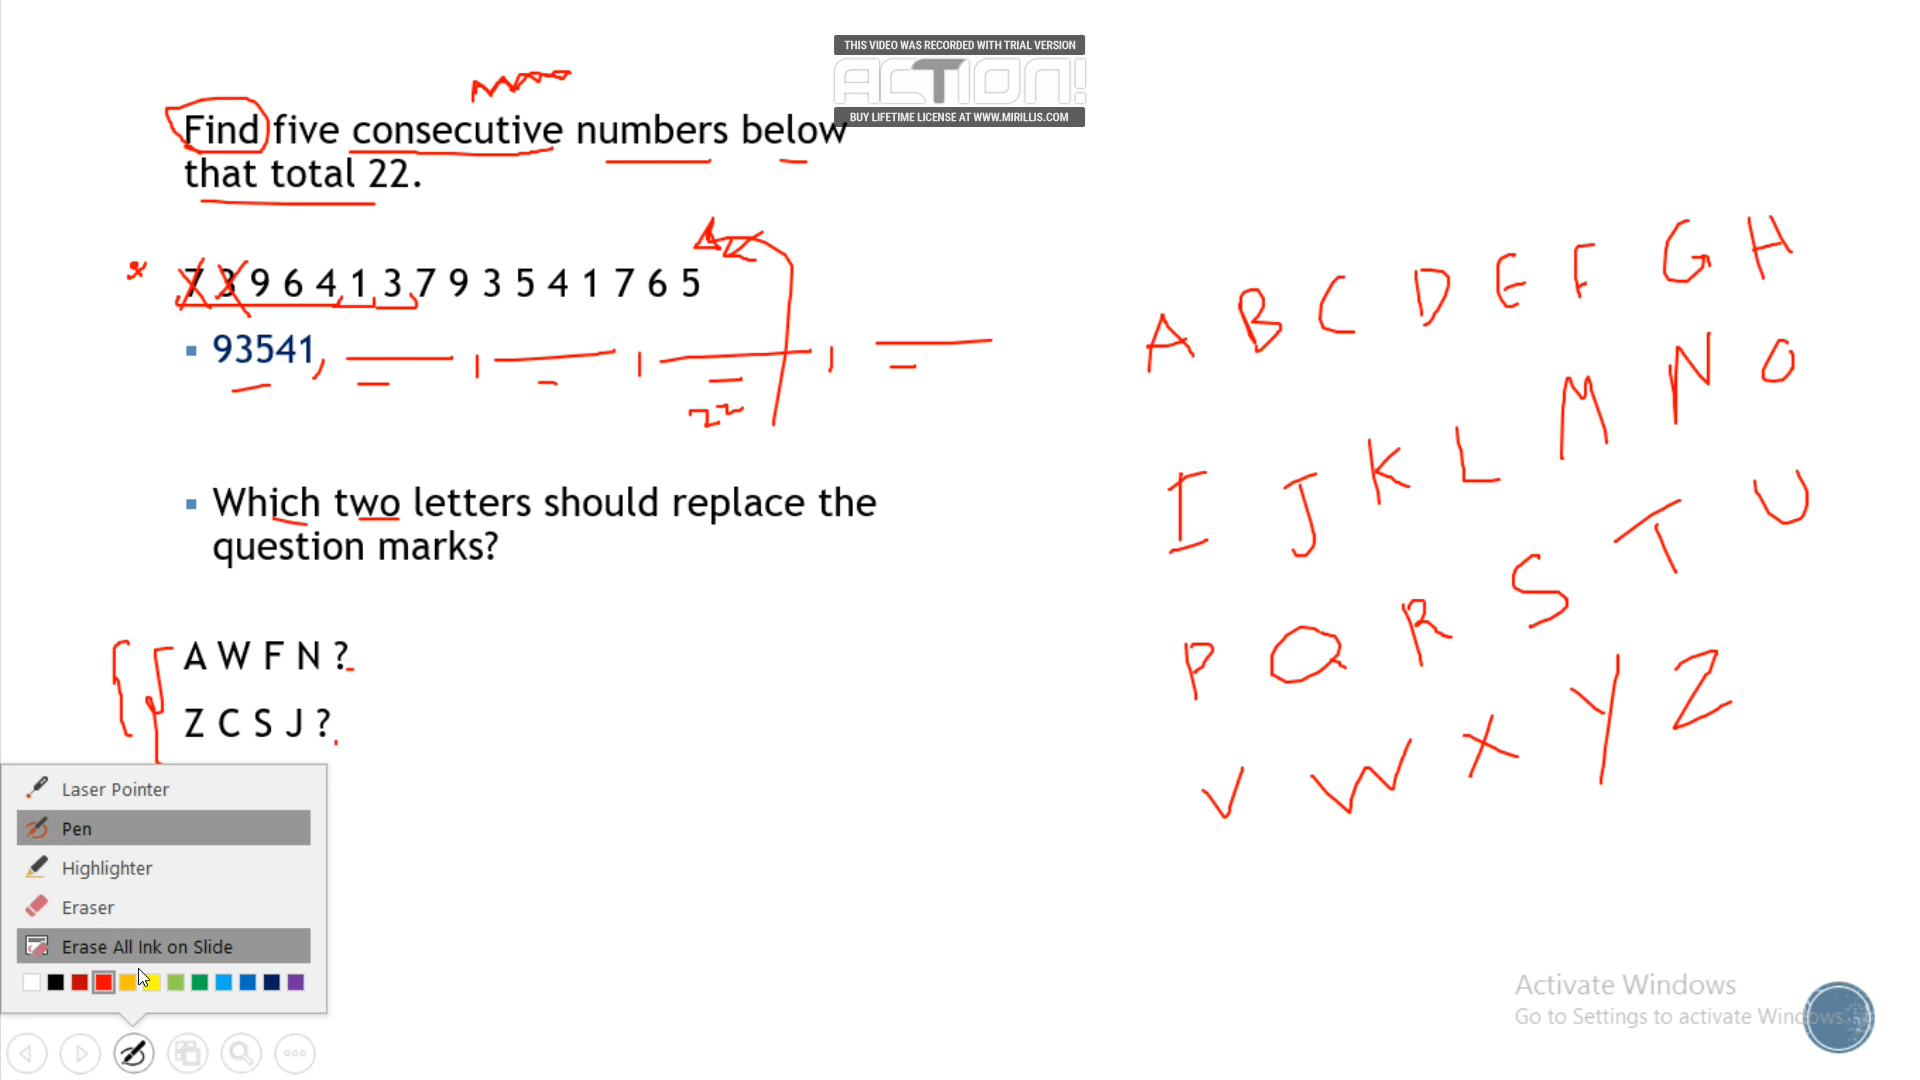 THIS VIDEO WAS RECORDED WITH TRIAL VERSION
ACTION!
BUY LIFETIME LICENSE AT WWW.MIRILLIS.COM
Find five consecutive numbers below
that total 22.
7 3 9 6 4 1 3 7 9 3 5 4 1 7 6 5
93541,
22
Which two letters should replace the
question marks?
A W F N ?
Z C S J ?
A B C D E F G H
I J K L M N O
P Q R S T U
V W X Y Z
Laser Pointer
Pen
Highlighter
Eraser
Erase All Ink on Slide
Activate Windows
Go to Settings to activate Windows.